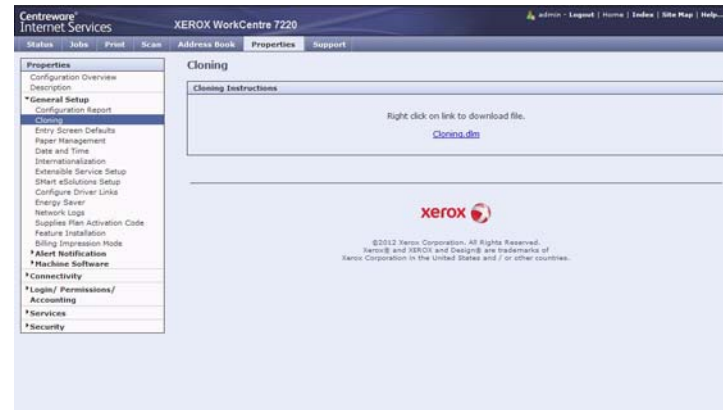 Centreware®
Internet Services
XEROX WorkCentre 7220
admin - Logout | Home | Index | Site Map | Help
Status Jobs Print Scan Address Book Properties Support
Properties
Configuration Overview
Description
General Setup
Configuration Report
Cloning
Entry Screen Defaults
Paper Management
Date and Time
Internationalization
Extensible Service Setup
SMart eSolutions Setup
Configure Driver Links
Energy Saver
Network Logs
Supplies Plan Activation Code
Feature Installation
Billing Impression Mode
Alert Notification
Machine Software
Connectivity
Login/ Permissions/
Accounting
Services
Security
Cloning
Cloning Instructions
Right click on link to download file.
Cloning.dlm
xerox
©2012 Xerox Corporation. All Rights Reserved.
Xerox® and XEROX and Design® are trademarks of
Xerox Corporation in the United States and / or other countries.